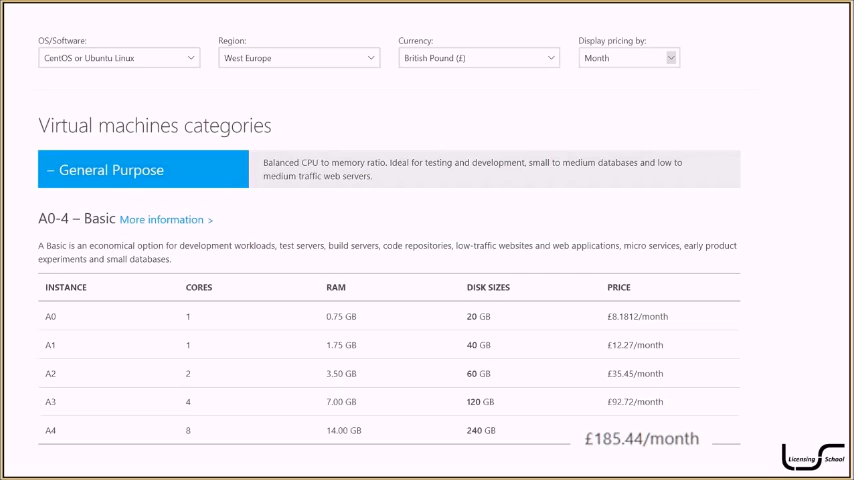 OS/Software: Region: Currency: Display pricing by:
CentOS or Ubuntu Linux West Europe British Pound (£) Month
Virtual machines categories
– General Purpose
Balanced CPU to memory ratio. Ideal for testing and development, small to medium databases and low to
medium traffic web servers.
A0-4 – Basic More information >
A Basic is an economical option for development workloads, test servers, build servers, code repositories, low-traffic websites and web applications, micro services, early product
experiments and small databases.
INSTANCE CORES RAM DISK SIZES PRICE
A0 1 0.75 GB 20 GB £8.1812/month
A1 1 1.75 GB 40 GB £12.27/month
A2 2 3.50 GB 60 GB £35.45/month
A3 4 7.00 GB 120 GB £92.72/month
A4 8 14.00 GB 240 GB £185.44/month
Licensing School